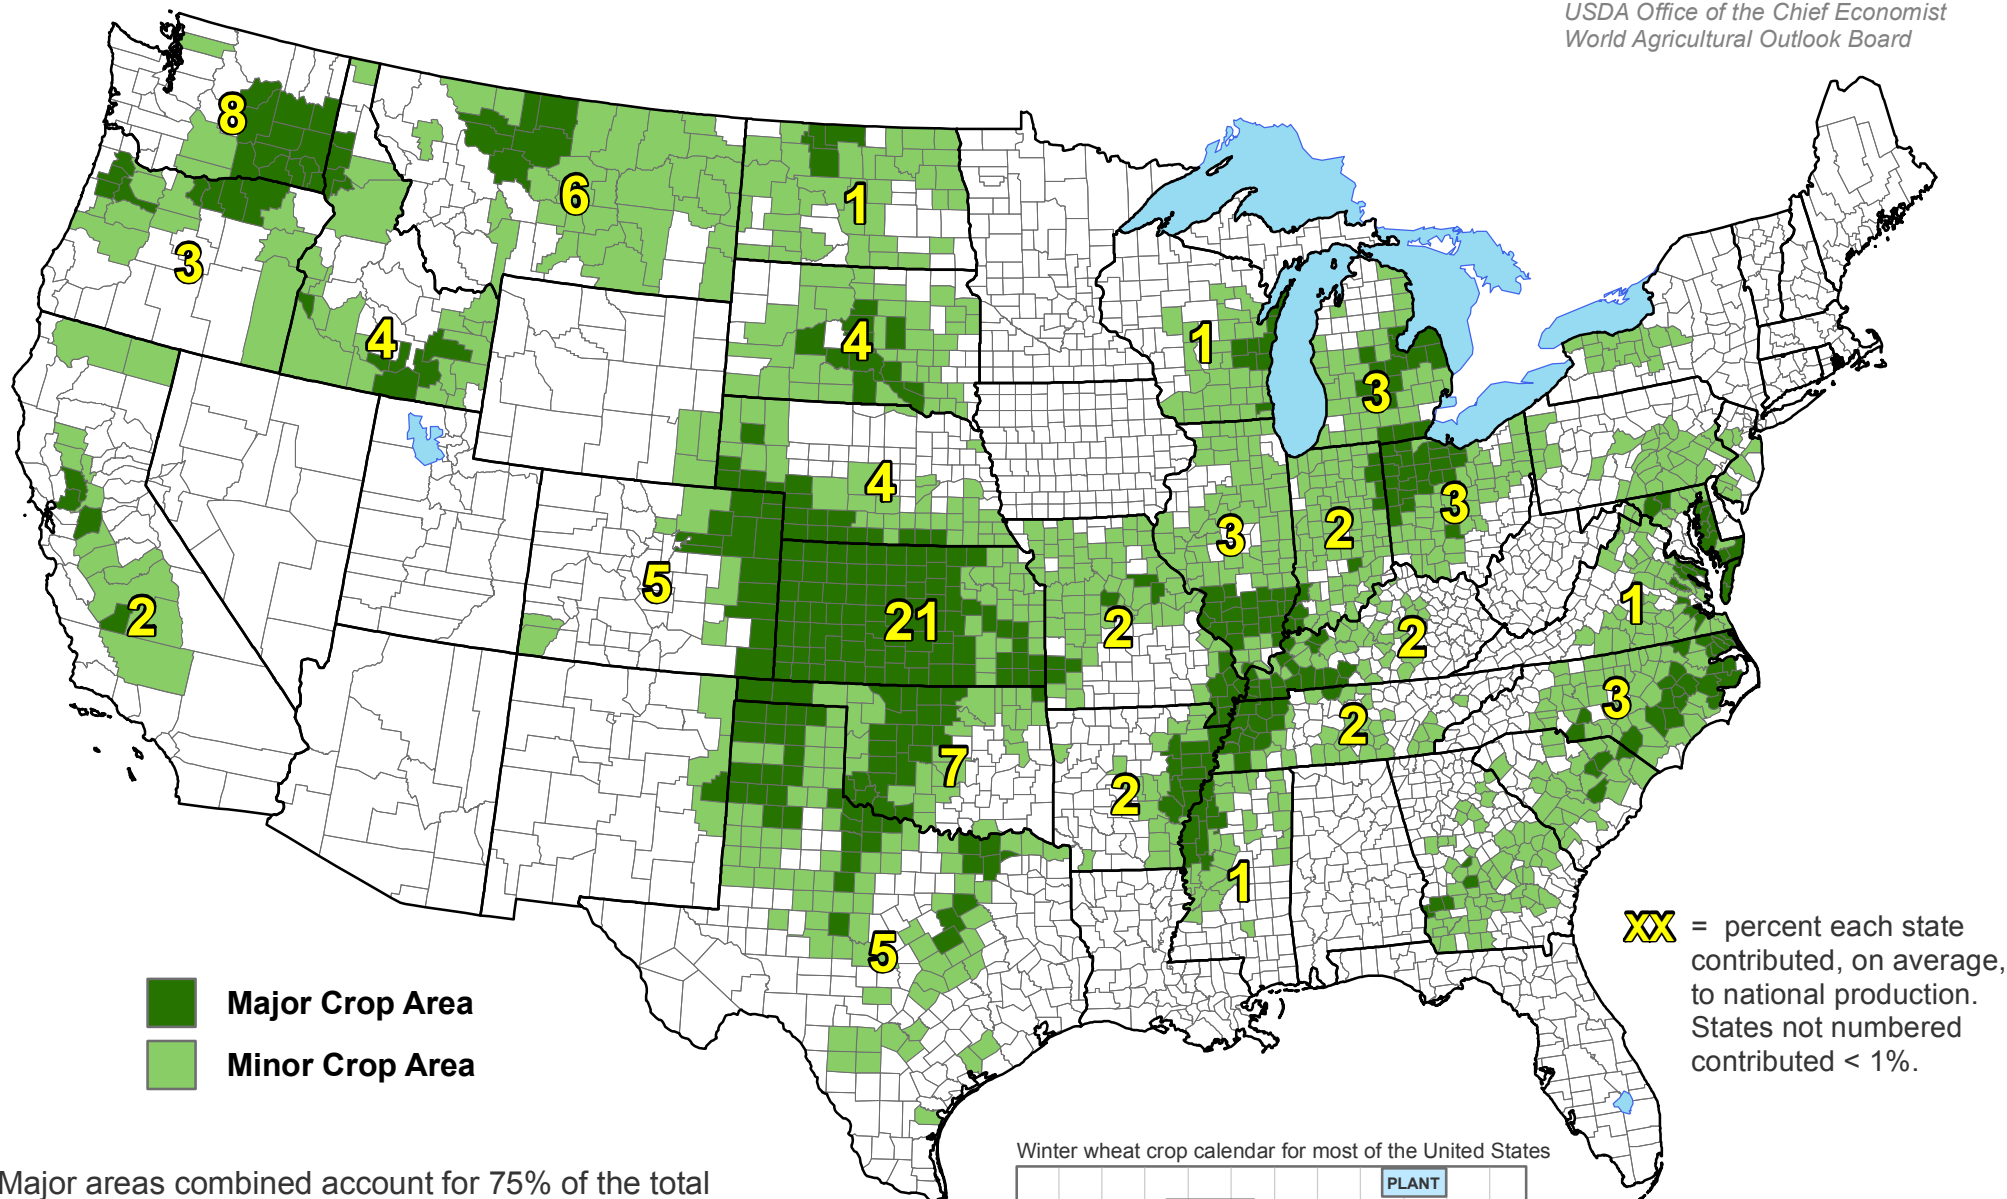 USDA Office of the Chief Economist
World Agricultural Outlook Board
8
6
1
3
4
4
1
3
4
5
21
3
2
3
2
2
2
1
3
7
2
2
1
5
XX = percent each state
contributed, on average,
to national production.
States not numbered
contributed < 1%.
Major Crop Area
Minor Crop Area
Winter wheat crop calendar for most of the United States
PLANT
Major areas combined account for 75% of the total